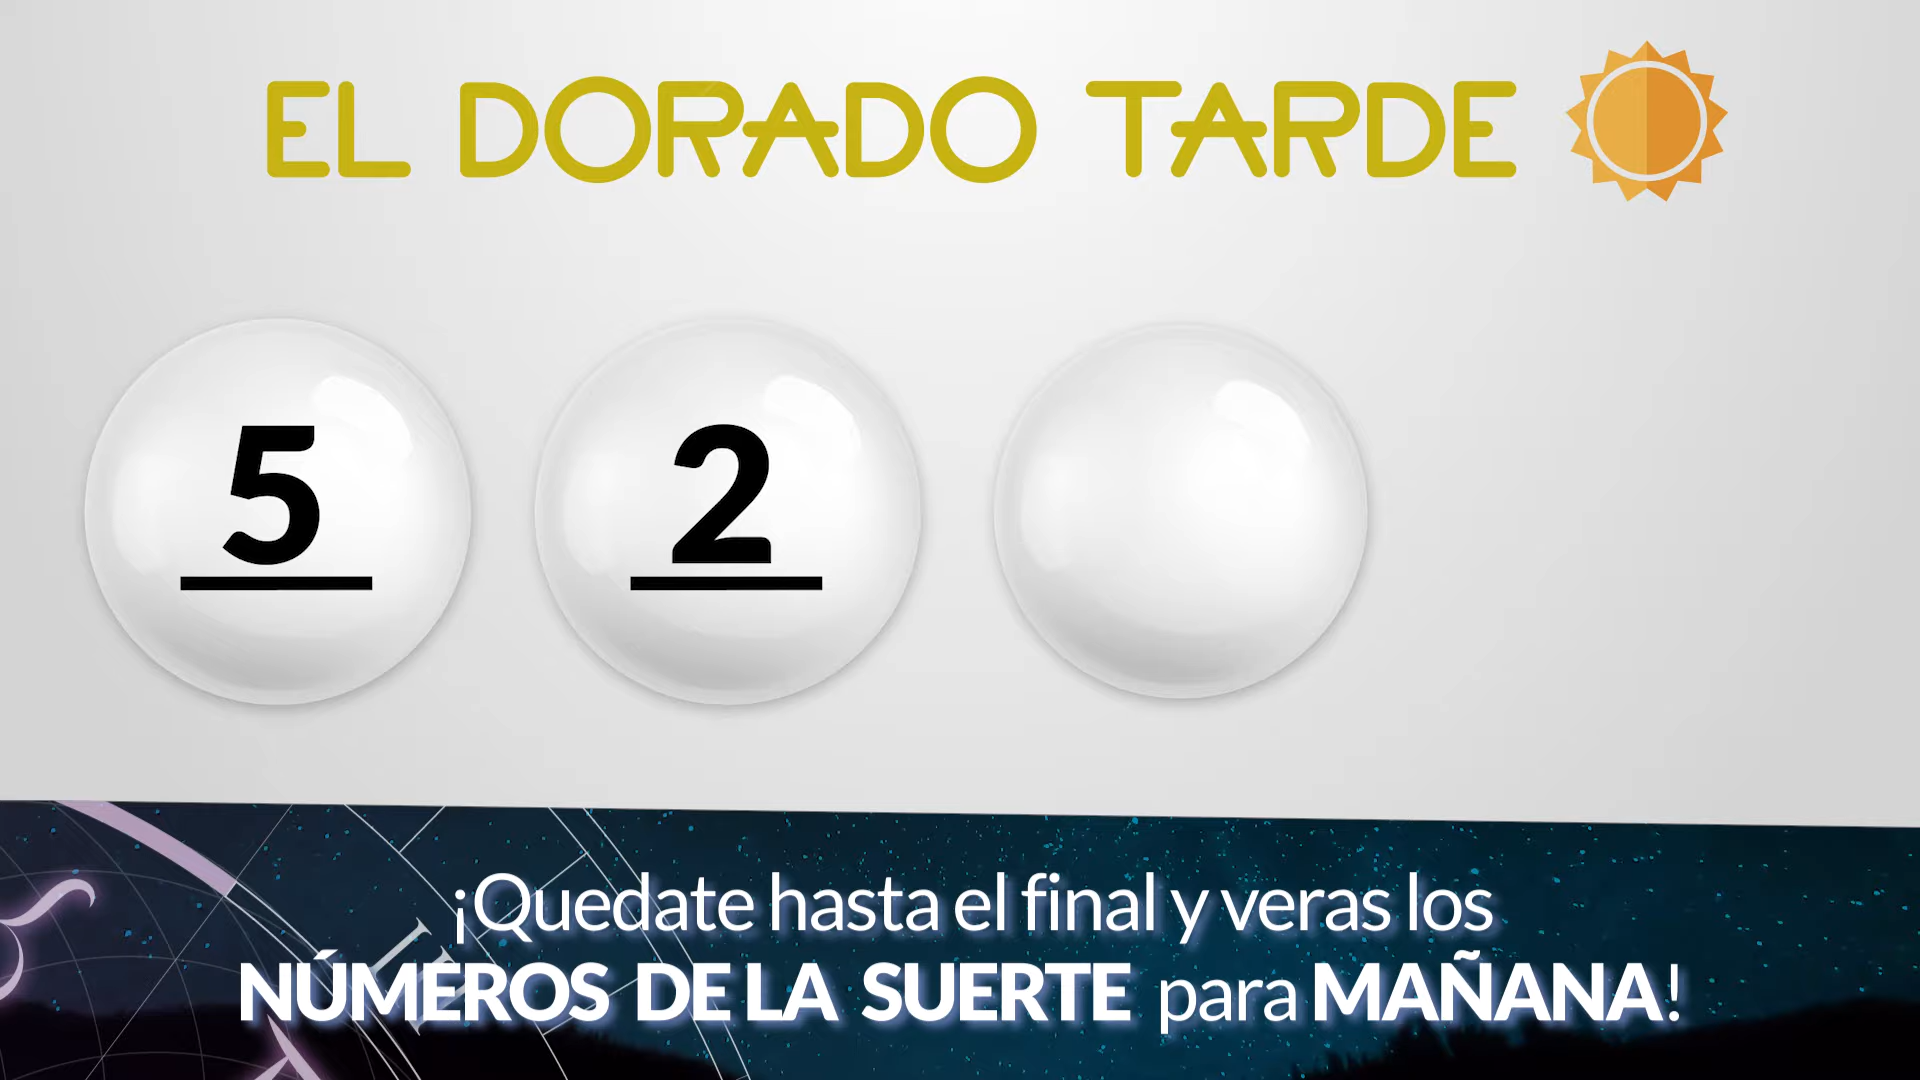 EL DORADO TARDE
5 2
¡Quedate hasta el final y veras los
NÚMEROS DE LA SUERTE para MAÑANA!